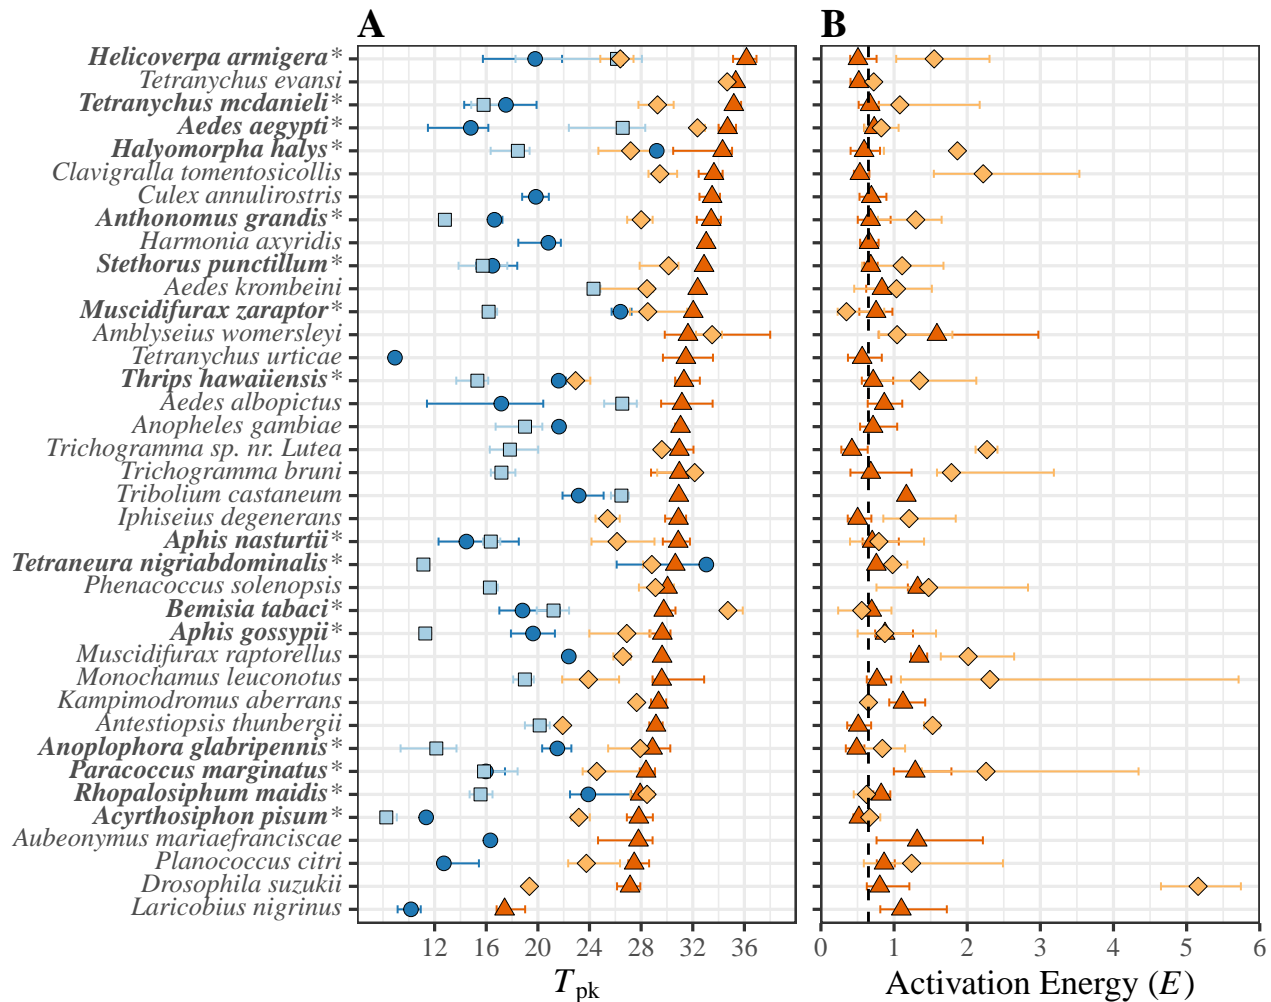 A B
Helicoverpa armigera*
Tetranychus evansi
Tetranychus mcdanieli*
Aedes aegypti*
Halyomorpha halys*
Clavigralla tomentosicollis
Culex annulirostris
Anthonomus grandis*
Harmonia axyridis
Stethorus punctillum*
Aedes krombeini
Muscidifurax zaraptor*
Amblyseius womersleyi
Tetranychus urticae
Thrips hawaiiensis*
Aedes albopictus
Anopheles gambiae
Trichogramma sp. nr. Lutea
Trichogramma bruni
Tribolium castaneum
Iphiseius degenerans
Aphis nasturtii*
Tetraneura nigriabdominalis*
Phenacoccus solenopsis
Bemisia tabaci*
Aphis gossypii*
Muscidifurax raptorellus
Monochamus leuconotus
Kampimodromus aberrans
Antestiopsis thunbergii
Anoplophora glabripennis*
Paracoccus marginatus*
Rhopalosiphum maidis*
Acyrthosiphon pisum*
Aubeonymus mariaefranciscae
Planococcus citri
Drosophila suzukii
Laricobius nigrinus
12 16 20 24 28 32 36 0 1 2 3 4 5 6
Tpk Activation Energy (E)